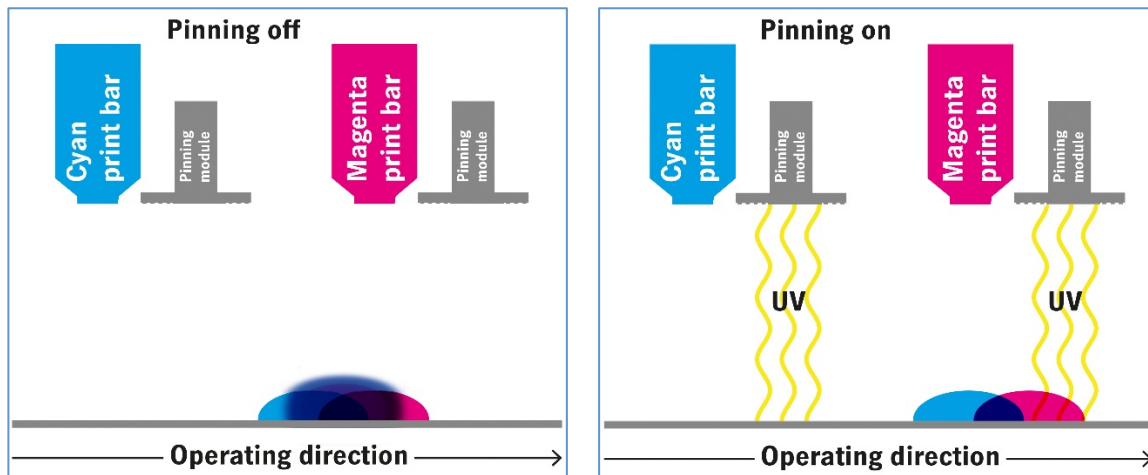 Pinning off
Cyan
print bar
Pinning
module
Magenta
print bar
Pinning
module
Operating direction
Pinning on
Cyan
print bar
Pinning
module
Magenta
print bar
Pinning
module
UV
UV
Operating direction